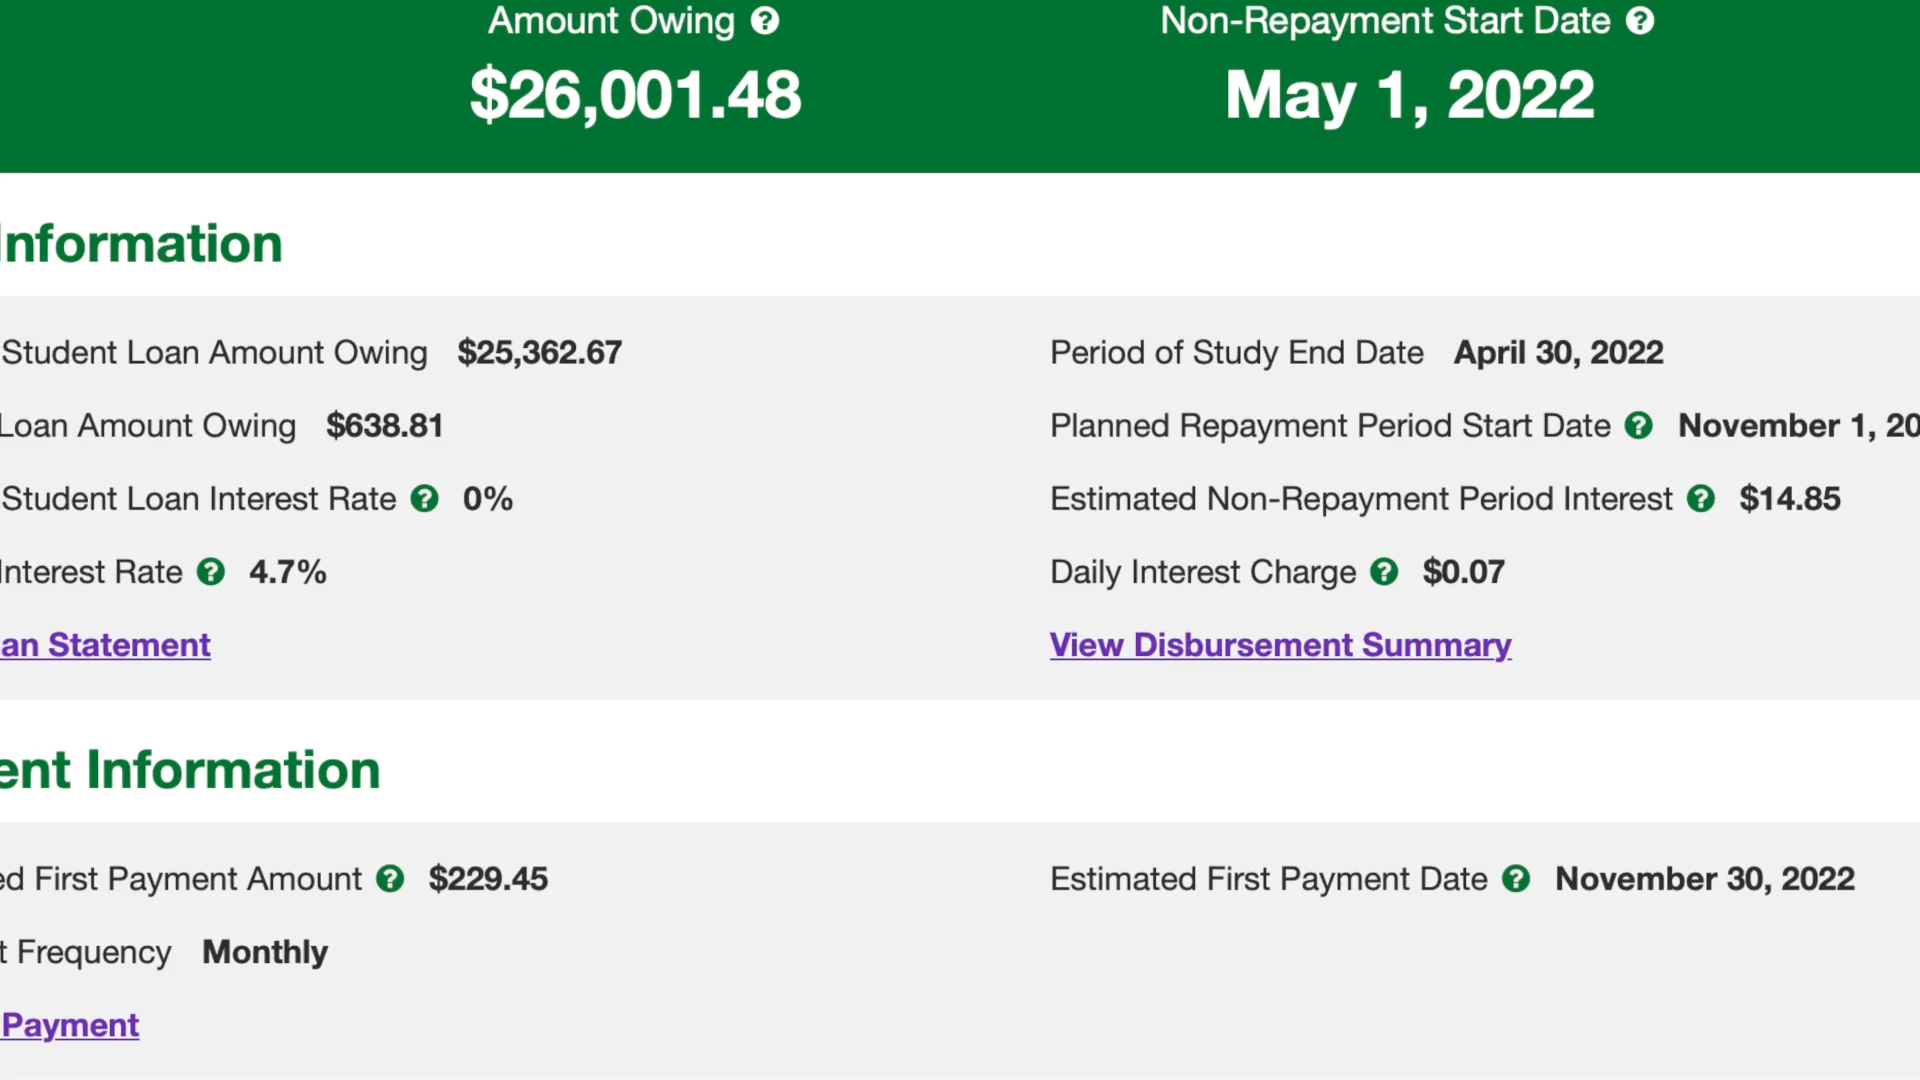 Amount Owing ?
$26,001.48
Non-Repayment Start Date ?
May 1, 2022
Information
Student Loan Amount Owing $25,362.67
Loan Amount Owing $638.81
Student Loan Interest Rate ? 0%
Interest Rate ? 4.7%
an Statement
Period of Study End Date April 30, 2022
Planned Repayment Period Start Date ? November 1, 20
Estimated Non-Repayment Period Interest ? $14.85
Daily Interest Charge ? $0.07
View Disbursement Summary
ent Information
ed First Payment Amount ? $229.45
t Frequency Monthly
Payment
Estimated First Payment Date ? November 30, 2022